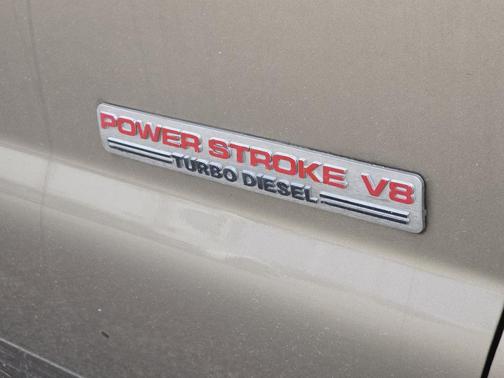 POWER STROKE V8
TURBO DIESEL